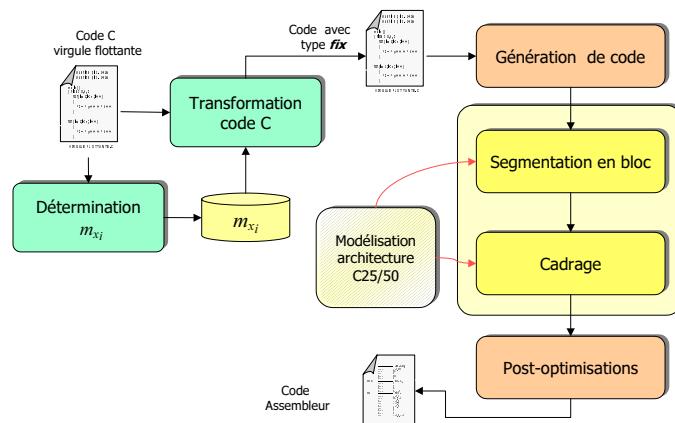 Code C
virgule flottante
Code avec
type fix
Génération de code
Transformation
code C
Segmentation en bloc
Détermination
m_{x_i}
m_{x_i}
Modélisation
architecture
C25/50
Cadrage
Post-optimisations
Code
Assembleur